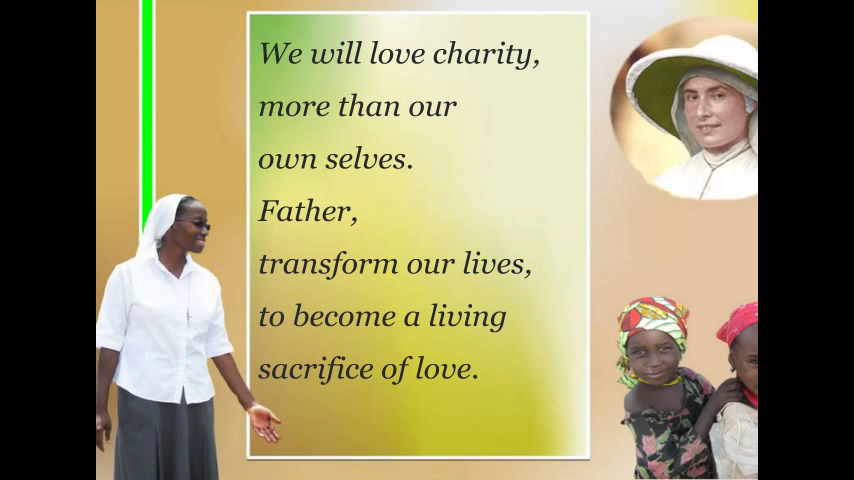 We will love charity,
more than our
own selves.
Father,
transform our lives,
to become a living
sacrifice of love.